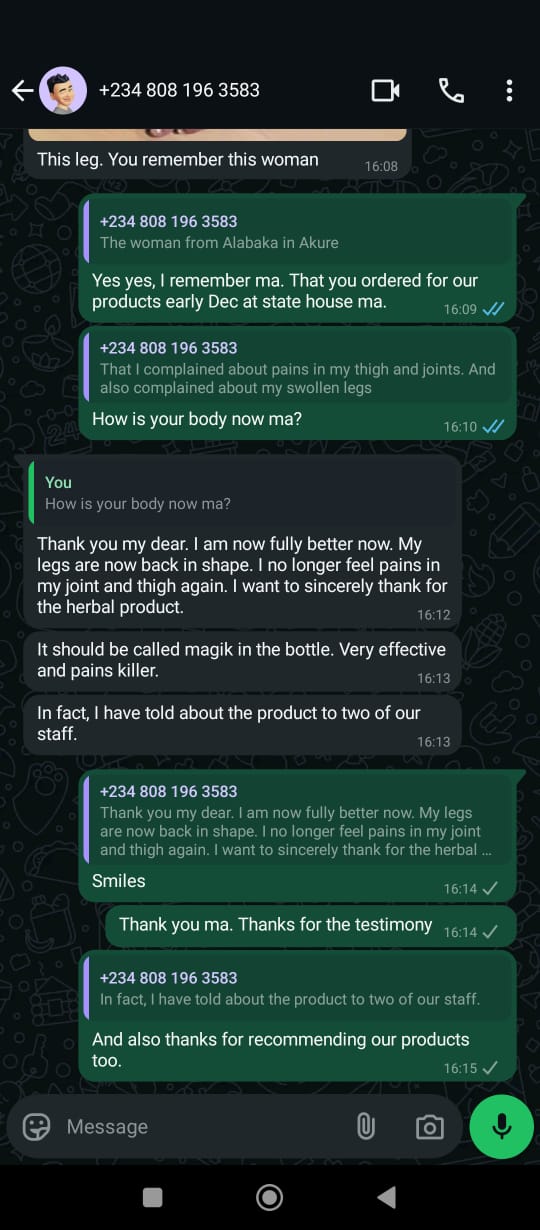 +234 808 196 3583
This leg. You remember this woman
16:08
+234 808 196 3583
The woman from Alabaka in Akure
Yes yes, I remember ma. That you ordered for our
products early Dec at state house ma.
16:09
+234 808 196 3583
That I complained about pains in my thigh and joints. And
also complained about my swollen legs
How is your body now ma?
16:10
You
How is your body now ma?
Thank you my dear. I am now fully better now. My
legs are now back in shape. I no longer feel pains in
my joint and thigh again. I want to sincerely thank for
the herbal product.
16:12
It should be called magik in the bottle. Very effective
and pains killer.
16:13
In fact, I have told about the product to two of our
staff.
16:13
+234 808 196 3583
Thank you my dear. I am now fully better now. My legs
are now back in shape. I no longer feel pains in my joint
and thigh again. I want to sincerely thank for the herbal ...
Smiles
16:14
Thank you ma. Thanks for the testimony
16:14
+234 808 196 3583
In fact, I have told about the product to two of our staff.
And also thanks for recommending our products
too.
16:15
Message